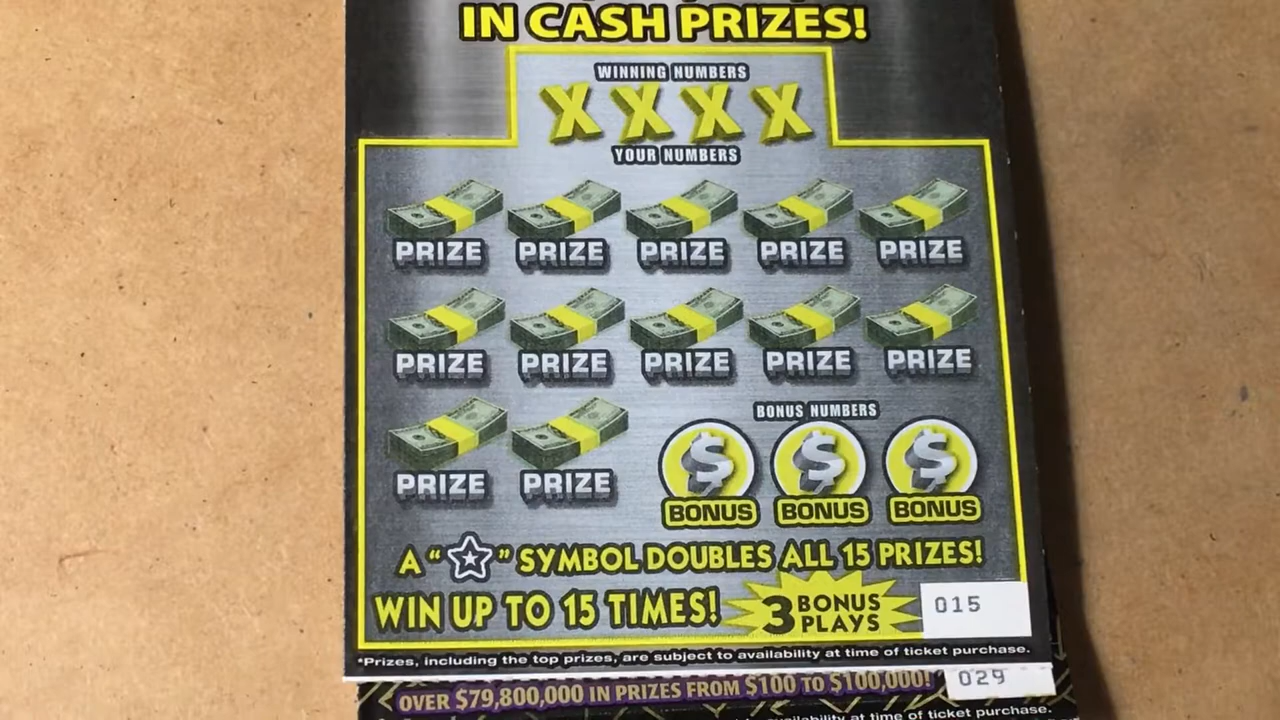 IN CASH PRIZES!
WINNING NUMBERS
X X X X
YOUR NUMBERS
PRIZE PRIZE PRIZE PRIZE PRIZE
PRIZE PRIZE PRIZE PRIZE PRIZE
BONUS NUMBERS
PRIZE PRIZE
$ $ $
BONUS BONUS BONUS
A "☆" SYMBOL DOUBLES ALL 15 PRIZES!
WIN UP TO 15 TIMES! 3 BONUS PLAYS 015
*Prizes, including the top prizes, are subject to availability at time of ticket purchase.
OVER $79,800,000 IN PRIZES FROM $100 TO $100,000! 029
availability at time of ticket purchase.